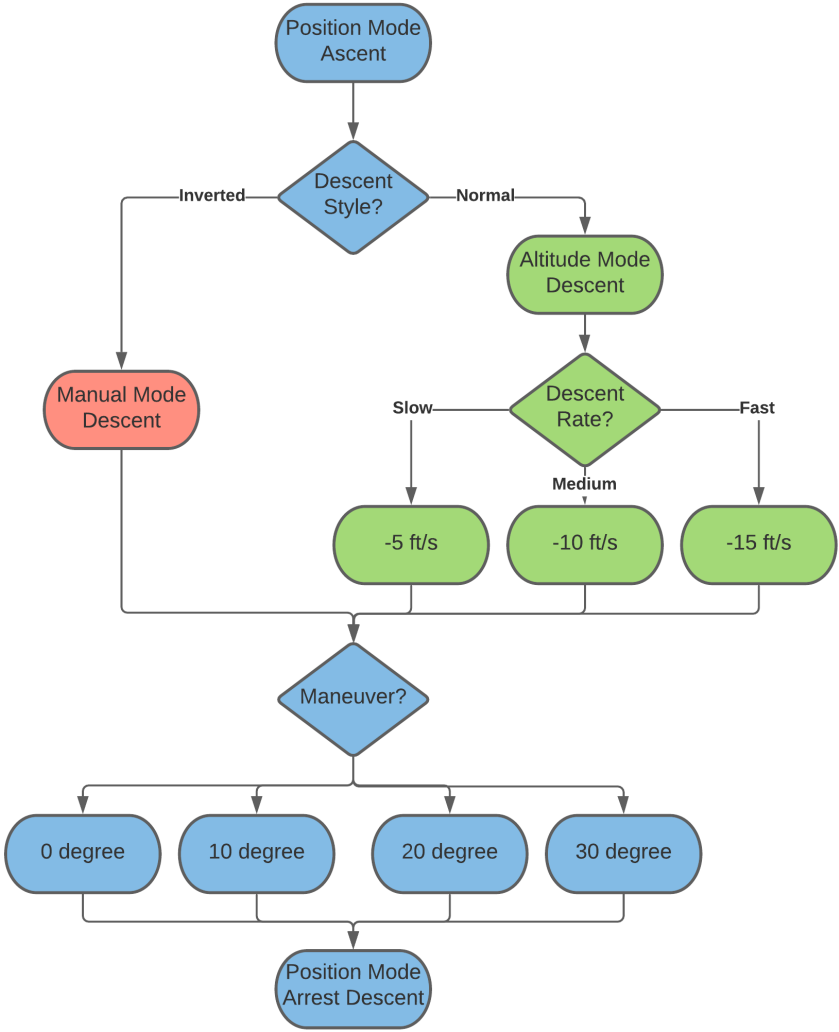 Position Mode
Ascent
Descent
Style?
Inverted
Normal
Altitude Mode
Descent
Manual Mode
Descent
Descent
Rate?
Slow
Fast
Medium
-5 ft/s
-10 ft/s
-15 ft/s
Maneuver?
0 degree
10 degree
20 degree
30 degree
Position Mode
Arrest Descent